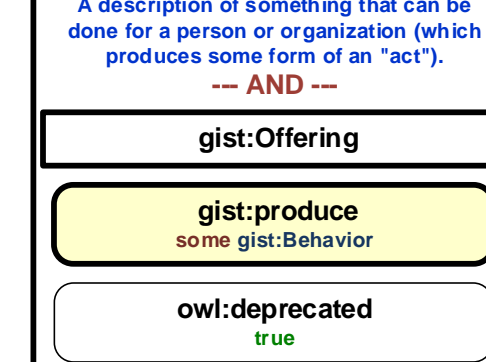 A description of something that can be
done for a person or organization (which
produces some form of an "act").
--- AND ---
gist:Offering
gist:produce
some gist:Behavior
owl:deprecated
true